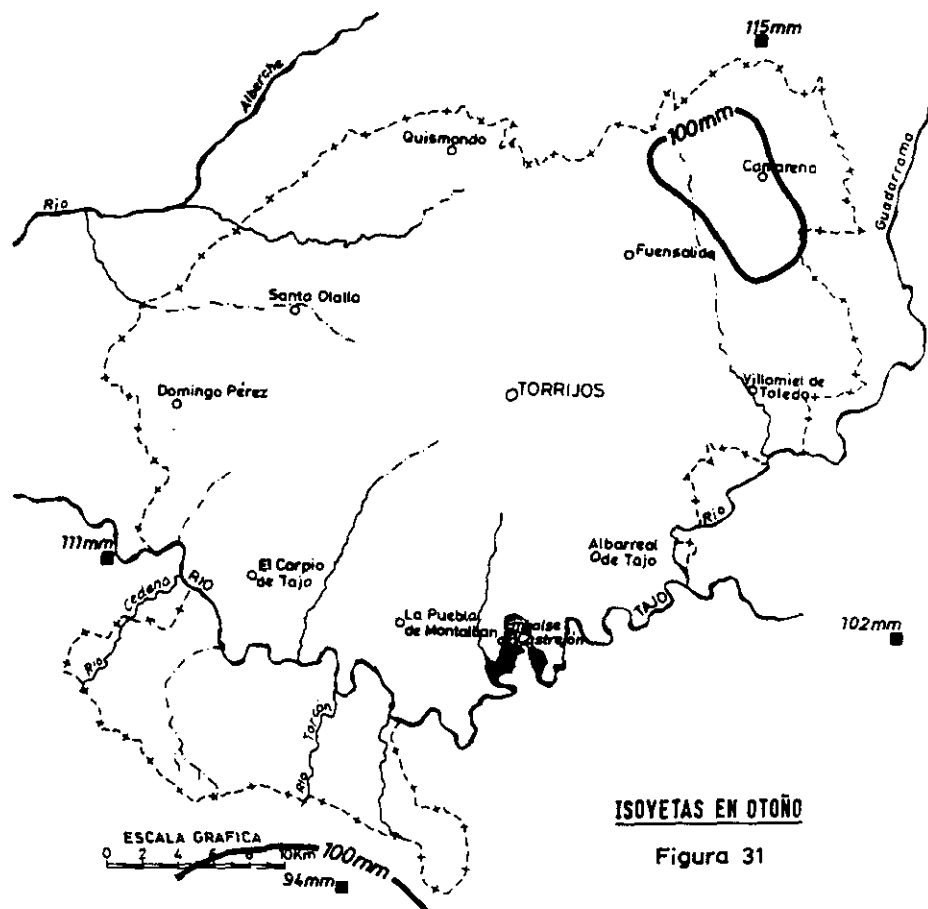 115mm
Alberche
100mm
Quismondo
Camarena
Guadarrama
Rio
Fuensalida
Santa Olalla
Domingo Pérez
TORRIJOS
Villamiel de
Toledo
Rio
111mm
Albarreal
de Tajo
El Carpio
de Tajo
RIO
Cedena
TAJO
La Puebla
de Montalban
Embalse
de Castrejón
102mm
Rio
Rio Torcón
ISOYETAS EN OTOÑO
Figura 31
ESCALA GRAFICA
0 2 4 6 8 10Km
100mm
94mm